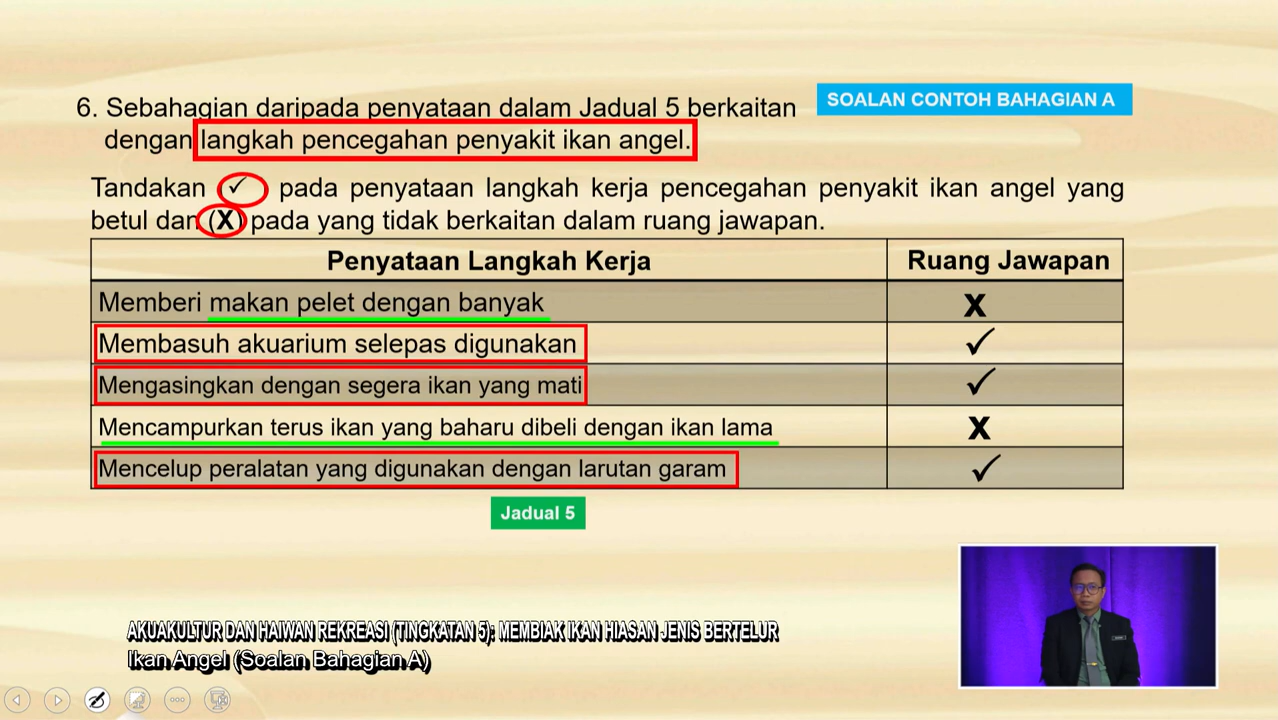 SOALAN CONTOH BAHAGIAN A
6. Sebahagian daripada penyataan dalam Jadual 5 berkaitan
dengan langkah pencegahan penyakit ikan angel.
Tandakan (✓) pada penyataan langkah kerja pencegahan penyakit ikan angel yang
betul dan (X) pada yang tidak berkaitan dalam ruang jawapan.
Penyataan Langkah Kerja Ruang Jawapan
Memberi makan pelet dengan banyak X
Membasuh akuarium selepas digunakan ✓
Mengasingkan dengan segera ikan yang mati ✓
Mencampurkan terus ikan yang baharu dibeli dengan ikan lama X
Mencelup peralatan yang digunakan dengan larutan garam ✓
Jadual 5
AKUAKULTUR DAN HAIWAN REKREASI (TINGKATAN 5): MEMBIAK IKAN HIASAN JENIS BERTELUR
Ikan Angel (Soalan Bahagian A)